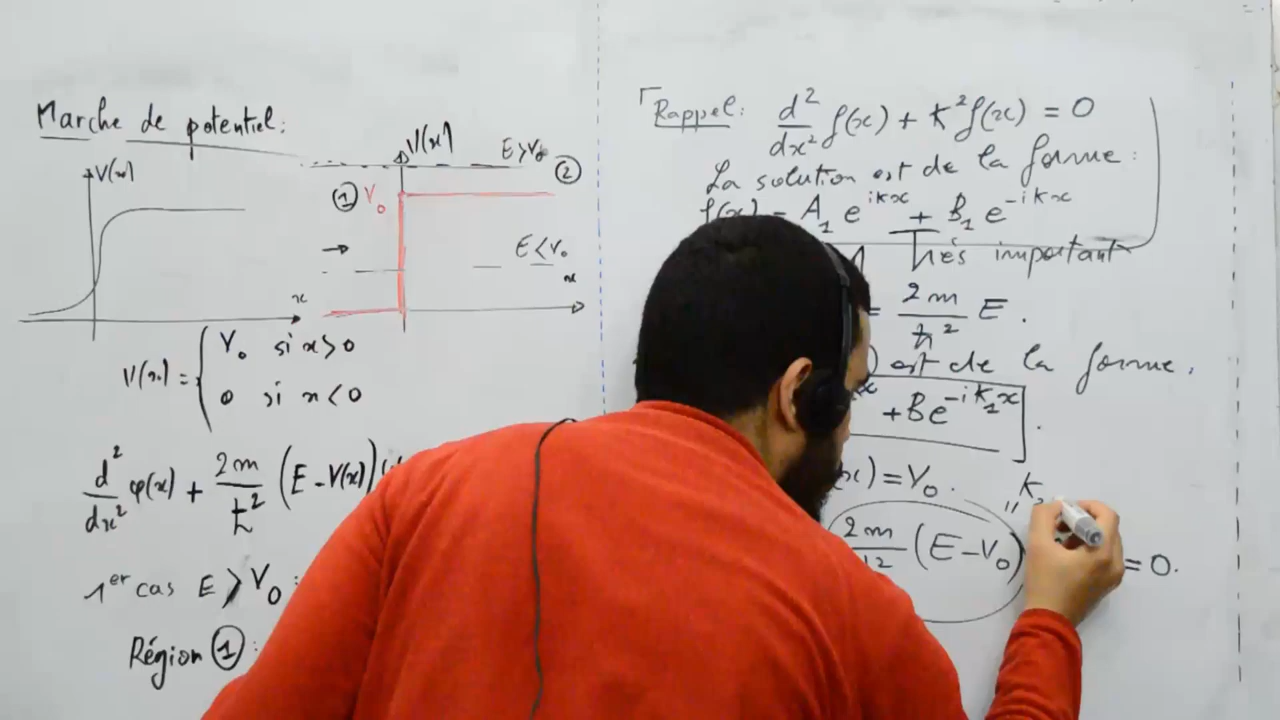 Marche de potentiel:
V(x)
x
V(x)
E>V₀
②
①
V₀
E<V₀
x
V(x) = { V₀ si x>0
0 si x<0
d²/dx² φ(x) + 2m/ħ² (E-V(x))
1er cas E > V₀ :
Région ① :
Rappel: d²/dx² f(x) + K² f(x) = 0
La solution est de la forme:
f(x) = A₁ e^{ikx} + B₁ e^{-ikx}
Très important
= 2m/ħ² E.
est de la forme.
+Be^{-ik₁x}.
(x) = V₀.
K₂
2m/ħ² (E-V₀)
= 0.